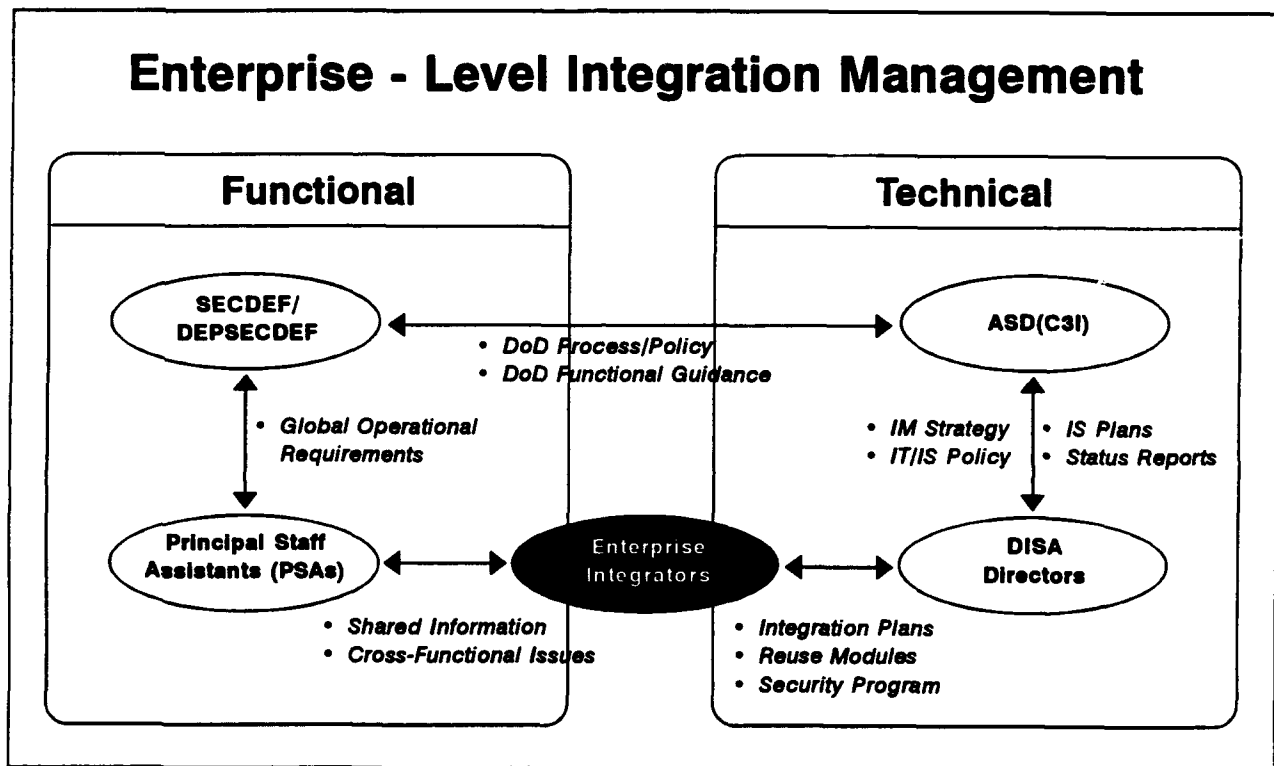 Enterprise - Level Integration Management
Functional
Technical
SECDEF/
DEPSECDEF
ASD(C3I)
• DoD Process/Policy
• DoD Functional Guidance
• Global Operational
Requirements
• IM Strategy
• IT/IS Policy
• IS Plans
• Status Reports
Principal Staff
Assistants (PSAs)
Enterprise
Integrators
DISA
Directors
• Shared Information
• Cross-Functional Issues
• Integration Plans
• Reuse Modules
• Security Program